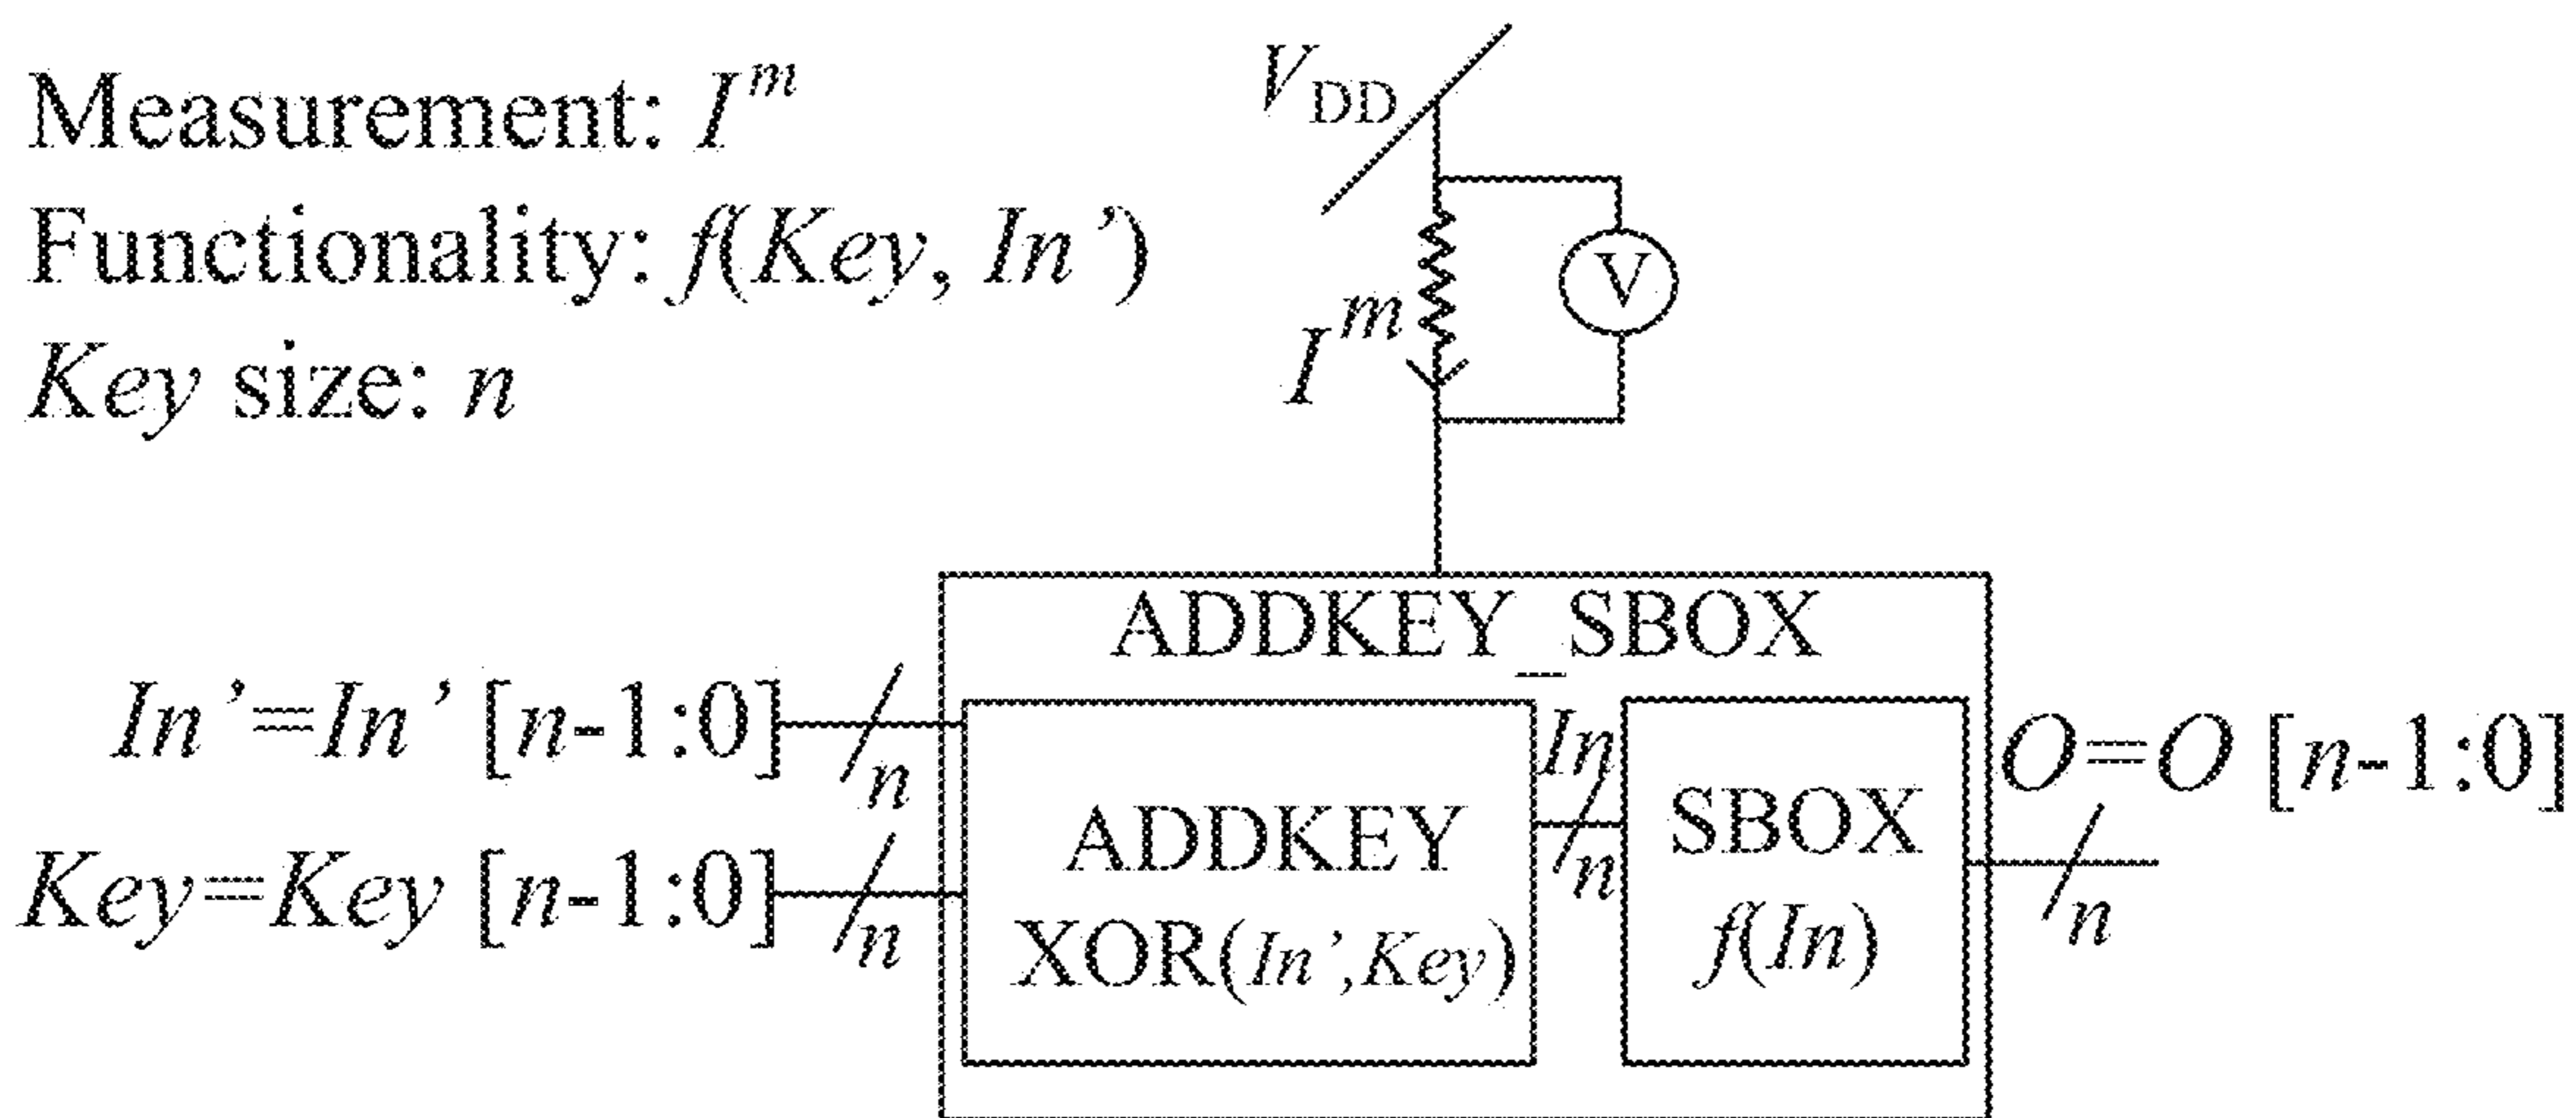 Measurement: I^m
Functionality: f(Key, In’)
Key size: n
V_DD
V
I^m
ADDKEY_SBOX
In’=In’ [n-1:0]
n
Key=Key [n-1:0]
n
ADDKEY
XOR(In’,Key)
In
n
SBOX
f(In)
O=O [n-1:0]
n